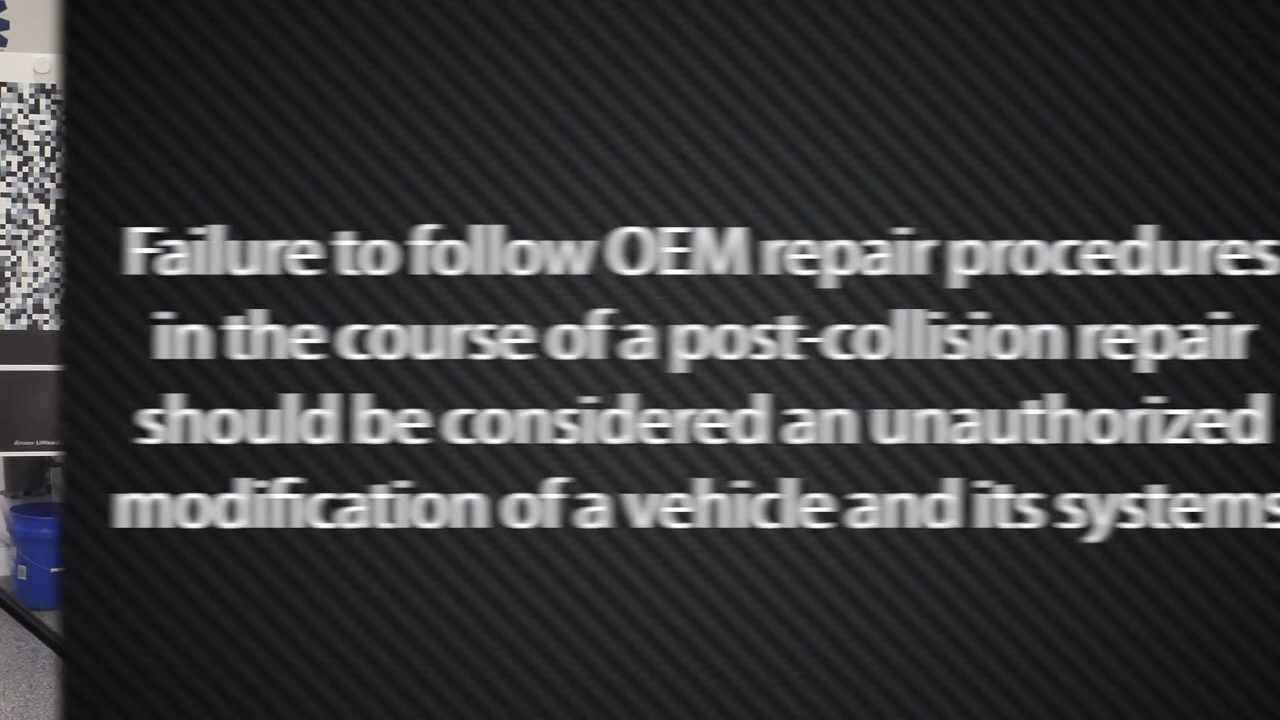 Failure to follow OEM repair procedures
in the course of a post-collision repair
should be considered an unauthorized
modification of a vehicle and its systems